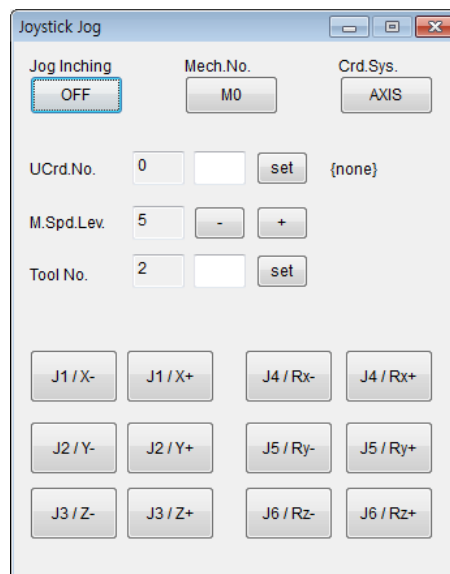 Joystick Jog
Jog Inching Mech.No. Crd.Sys.
OFF M0 AXIS
UCrd.No. 0 set {none}
M.Spd.Lev. 5 - +
Tool No. 2 set
J1 / X- J1 / X+ J4 / Rx- J4 / Rx+
J2 / Y- J2 / Y+ J5 / Ry- J5 / Ry+
J3 / Z- J3 / Z+ J6 / Rz- J6 / Rz+